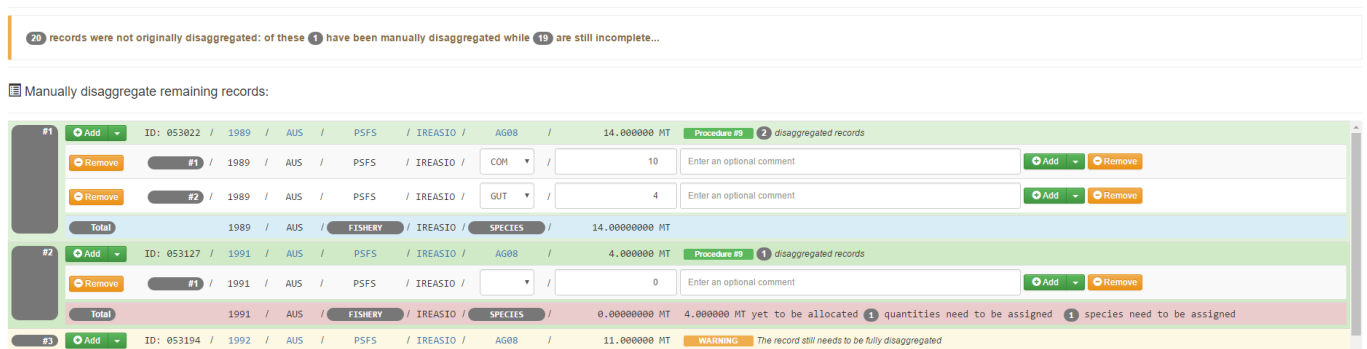 20 records were not originally disaggregated: of these 1 have been manually disaggregated while 19 are still incomplete...
Manually disaggregate remaining records:
#1 Add ID: 053022 / 1989 / AUS / PSFS / IREASIO / AG08 / 14.000000 MT Procedure #9 2 disaggregated records
Remove #1 / 1989 / AUS / PSFS / IREASIO / COM / 10 Enter an optional comment Add Remove
Remove #2 / 1989 / AUS / PSFS / IREASIO / GUT / 4 Enter an optional comment Add Remove
Total 1989 / AUS / FISHERY / IREASIO / SPECIES / 14.00000000 MT
#2 Add ID: 053127 / 1991 / AUS / PSFS / IREASIO / AG08 / 4.000000 MT Procedure #9 1 disaggregated records
Remove #1 / 1991 / AUS / PSFS / IREASIO / / 0 Enter an optional comment Add Remove
Total 1991 / AUS / FISHERY / IREASIO / SPECIES / 0.00000000 MT 4.000000 MT yet to be allocated 1 quantities need to be assigned 1 species need to be assigned
#3 Add ID: 053194 / 1992 / AUS / PSFS / IREASIO / AG08 / 11.000000 MT WARNING The record still needs to be fully disaggregated